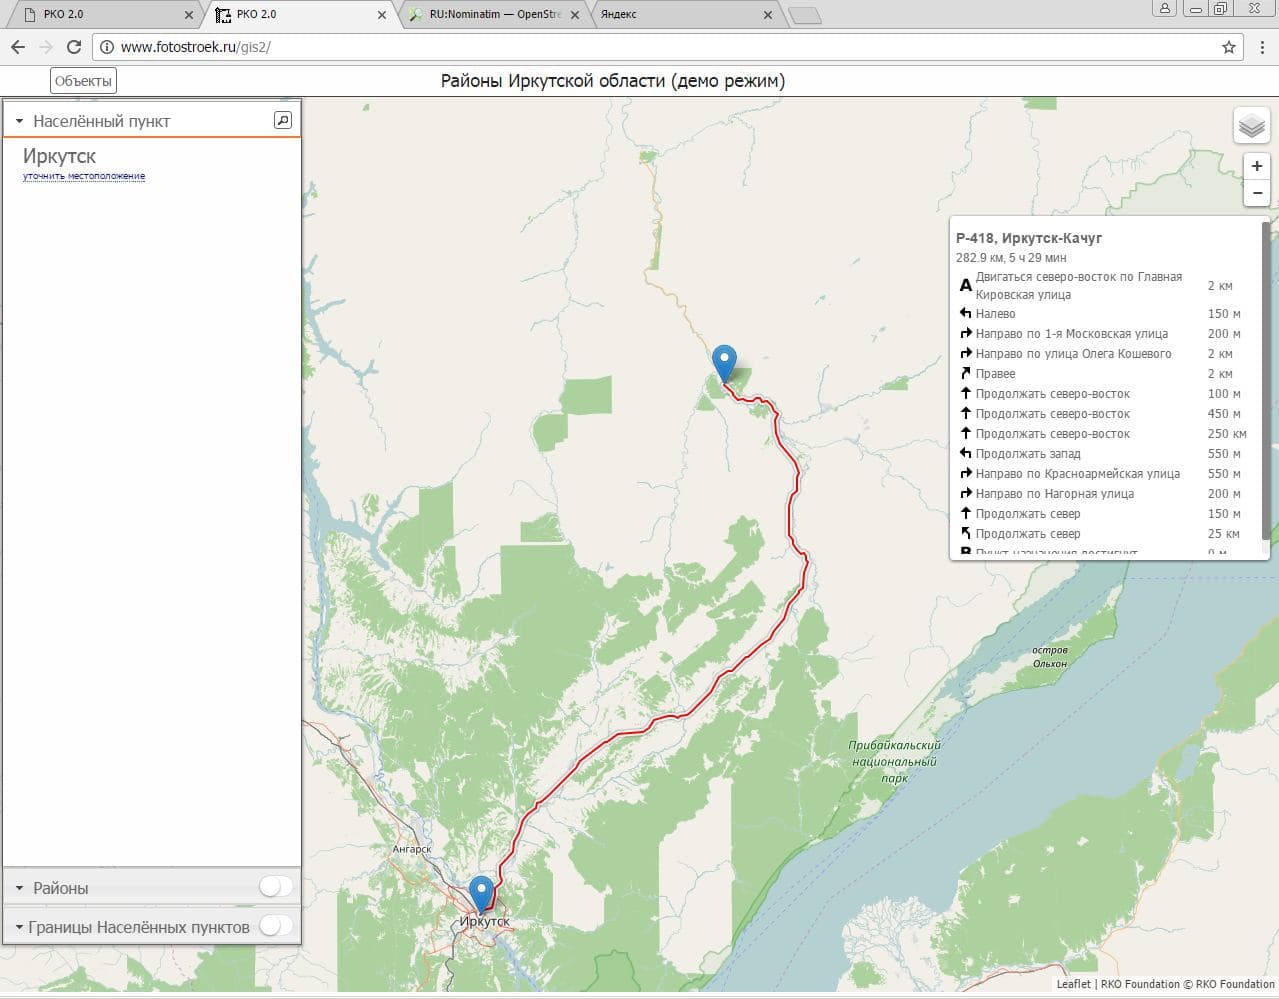 РКО 2.0
РКО 2.0
RU:Nominatim — OpenStre
Яндекс
www.fotostroek.ru/gis2/
Объекты
Районы Иркутской области (демо режим)
Населённый пункт
Иркутск
уточнить местоположение
Районы
Границы Населённых пунктов
+
−
Р-418, Иркутск-Качуг
282.9 км, 5 ч 29 мин
A Двигаться северо-восток по Главная Кировская улица 2 км
Налево 150 м
Направо по 1-я Московская улица 200 м
Направо по улица Олега Кошевого 2 км
Правее 2 км
Продолжать северо-восток 100 м
Продолжать северо-восток 450 м
Продолжать северо-восток 250 км
Продолжать запад 550 м
Направо по Красноармейская улица 550 м
Направо по Нагорная улица 200 м
Продолжать север 150 м
Продолжать север 25 км
B Пункт назначения достигнут 0 м
остров
Ольхон
Прибайкальский
национальный
парк
Ангарск
Иркутск
Leaflet | RKO Foundation © RKO Foundation